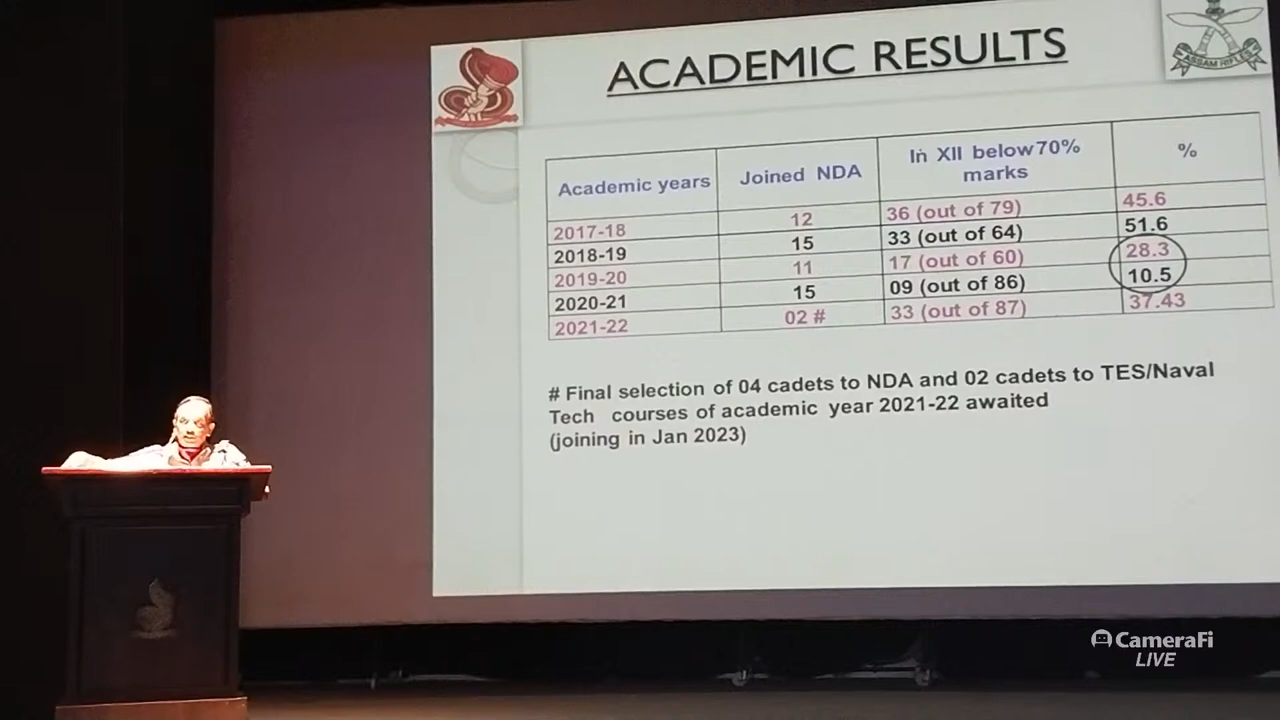 ACADEMIC RESULTS
ASSAM RIFLES
Academic years Joined NDA In XII below 70% marks %
2017-18 12 36 (out of 79) 45.6
2018-19 15 33 (out of 64) 51.6
2019-20 11 17 (out of 60) 28.3
2020-21 15 09 (out of 86) 10.5
2021-22 02 # 33 (out of 87) 37.43
# Final selection of 04 cadets to NDA and 02 cadets to TES/Naval
Tech courses of academic year 2021-22 awaited
(joining in Jan 2023)
CameraFi
LIVE